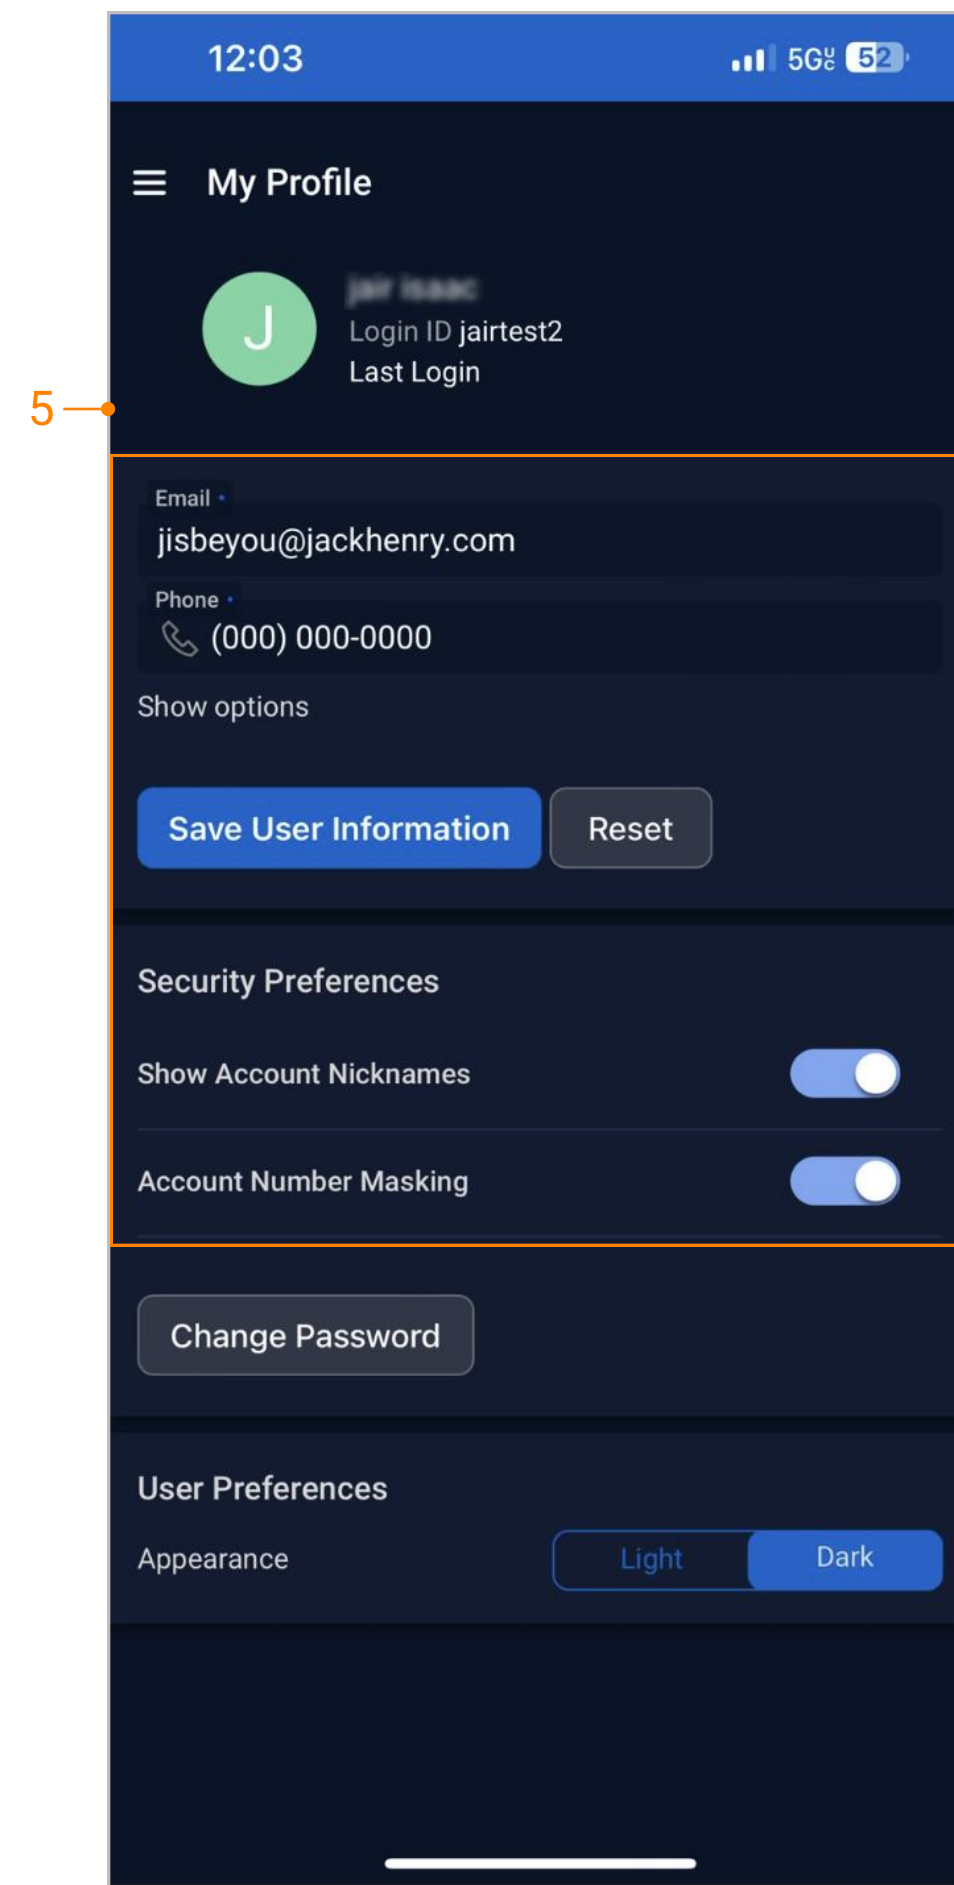 12:03 5GUC 52
My Profile
J
Login ID jairtest2
Last Login
5
Email
jisbeyou@jackhenry.com
Phone
(000) 000-0000
Show options
Save User Information Reset
Security Preferences
Show Account Nicknames
Account Number Masking
Change Password
User Preferences
Appearance Light Dark